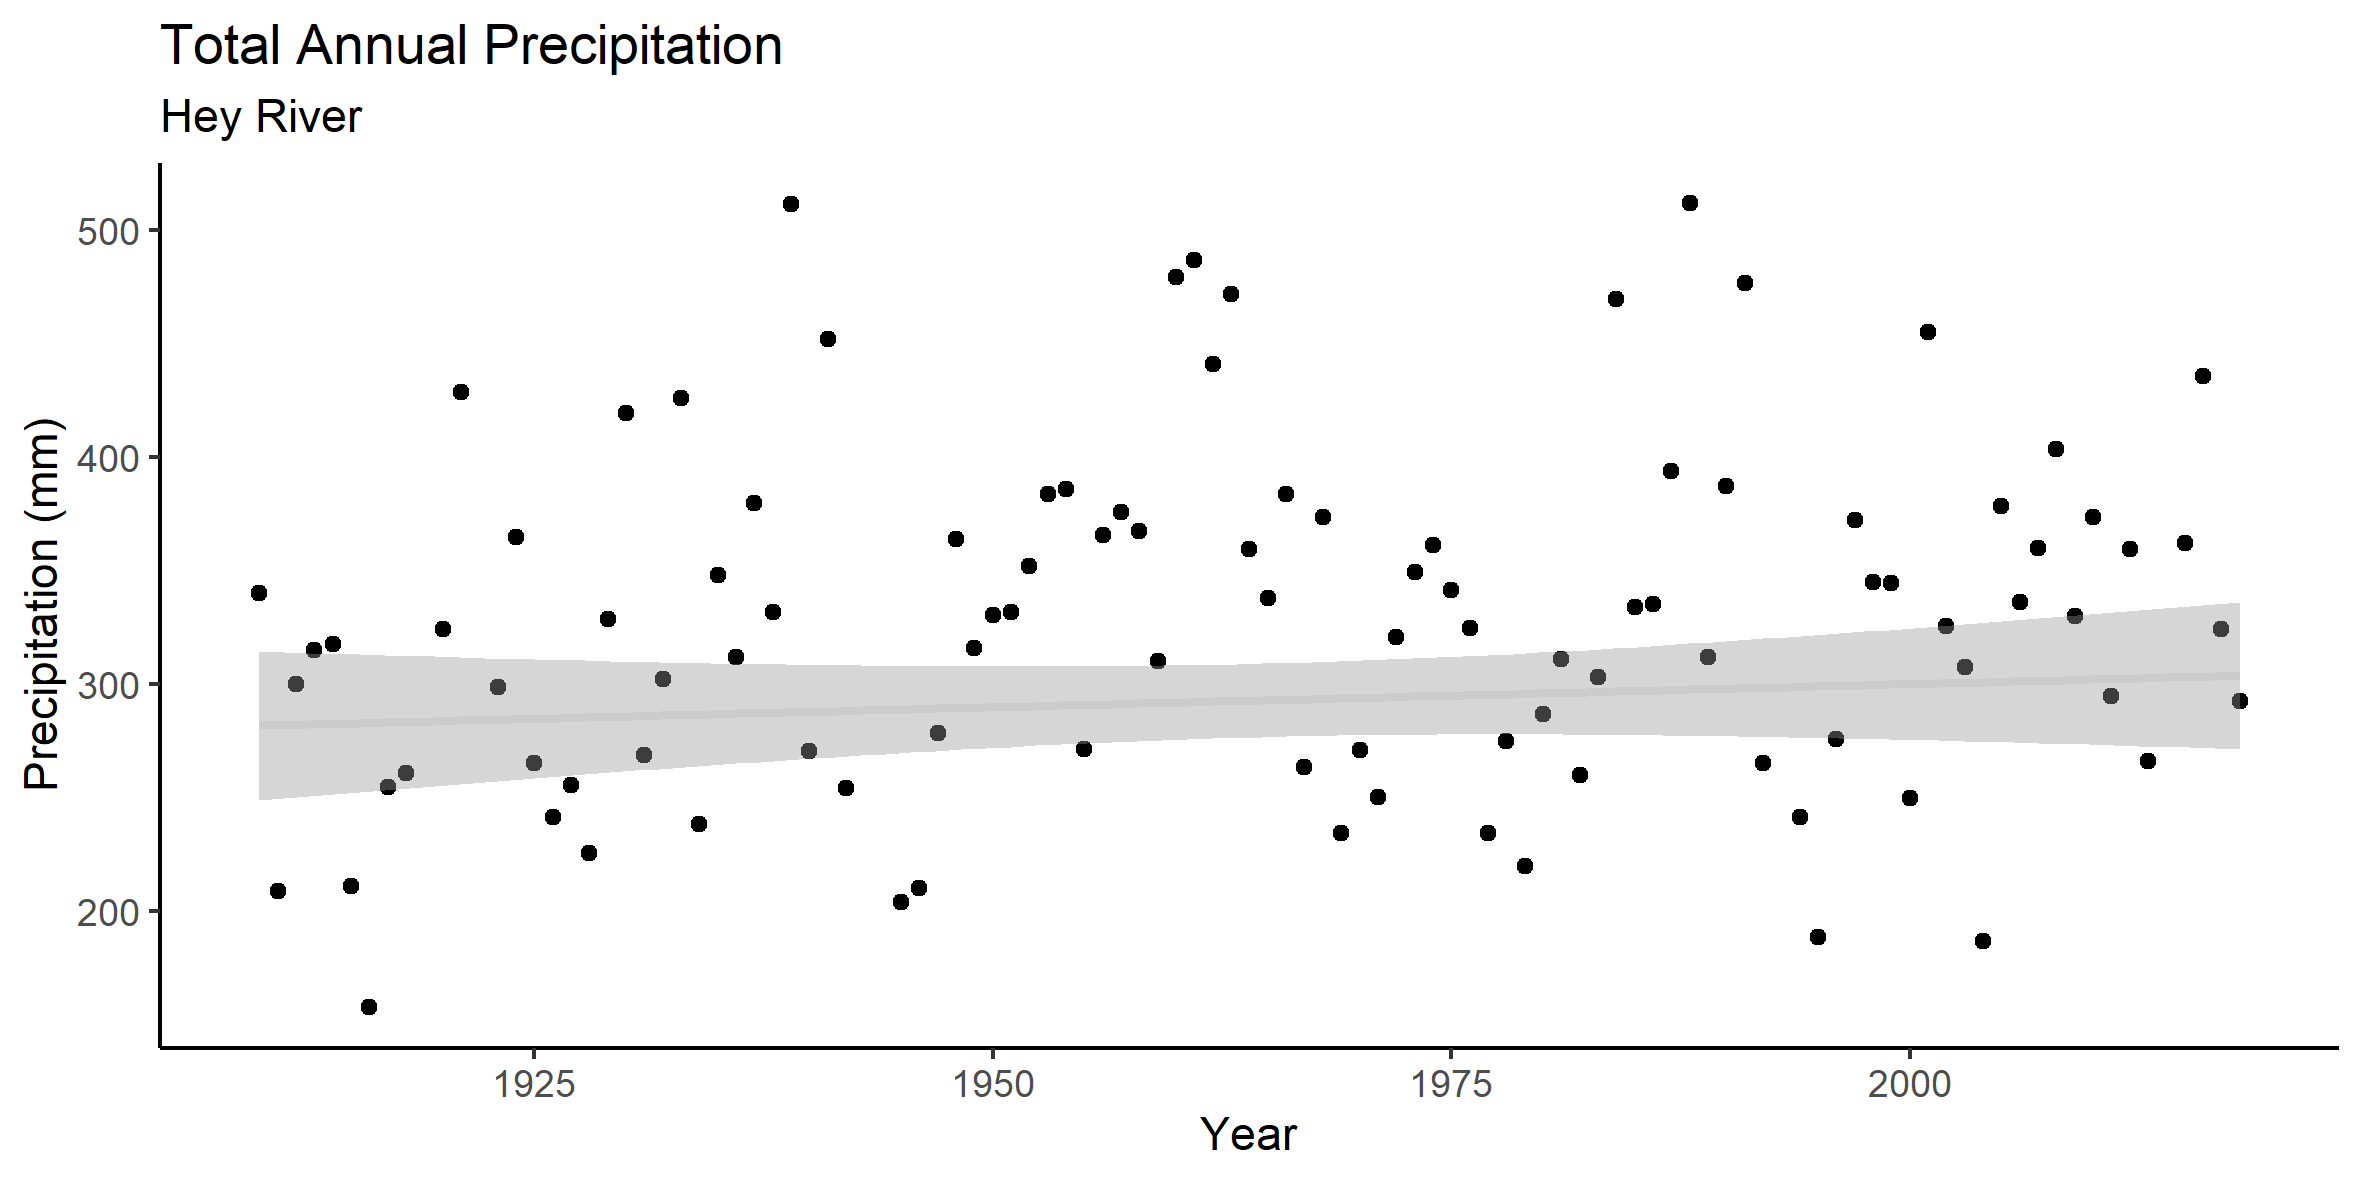 Total Annual Precipitation
Hey River
Precipitation (mm)
500
400
300
200
1925
1950
1975
2000
Year